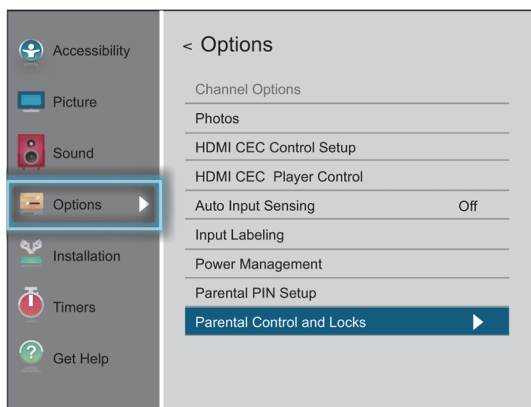 Accessibility
Picture
Sound
Options
Installation
Timers
Get Help
< Options
Channel Options
Photos
HDMI CEC Control Setup
HDMI CEC Player Control
Auto Input Sensing Off
Input Labeling
Power Management
Parental PIN Setup
Parental Control and Locks